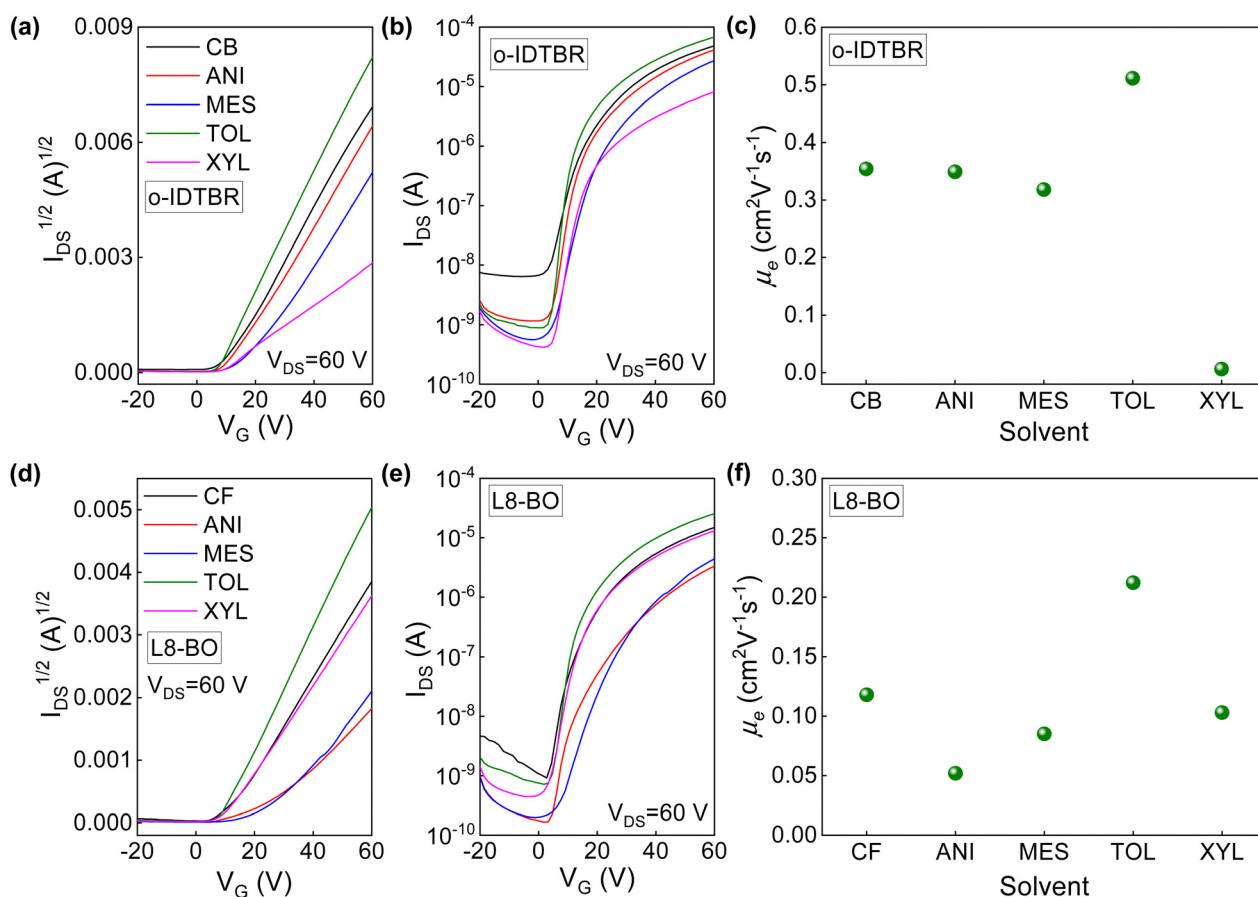 (a)
0.009
0.006
0.003
0.000
I_DS^1/2 (A)^1/2
CB
ANI
MES
TOL
XYL
o-IDTBR
V_DS=60 V
-20 0 20 40 60
V_G (V)
(b)
10^-4
10^-5
10^-6
10^-7
10^-8
10^-9
10^-10
I_DS (A)
o-IDTBR
V_DS=60 V
-20 0 20 40 60
V_G (V)
(c)
0.6
0.5
0.4
0.3
0.2
0.1
0.0
μ_e (cm²V⁻¹s⁻¹)
o-IDTBR
CB ANI MES TOL XYL
Solvent
(d)
0.005
0.004
0.003
0.002
0.001
0.000
I_DS^1/2 (A)^1/2
CF
ANI
MES
TOL
XYL
L8-BO
V_DS=60 V
-20 0 20 40 60
V_G (V)
(e)
10^-4
10^-5
10^-6
10^-7
10^-8
10^-9
10^-10
I_DS (A)
L8-BO
V_DS=60 V
-20 0 20 40 60
V_G (V)
(f)
0.30
0.25
0.20
0.15
0.10
0.05
0.00
μ_e (cm²V⁻¹s⁻¹)
L8-BO
CF ANI MES TOL XYL
Solvent